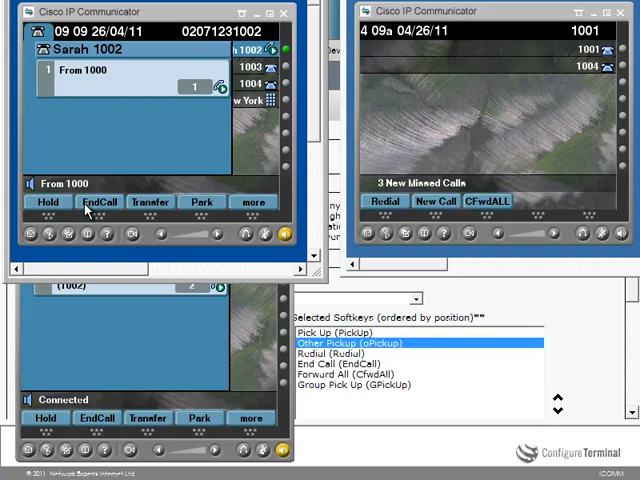 Cisco IP Communicator
09 09 26/04/11 02071231002
Sarah 1002
1002
1 From 1000
1003
1
1004
w York
From 1000
Hold EndCall Transfer Park more
Cisco IP Communicator
4 09a 04/26/11 1001
1001
1004
3 New Missed Calls
Redial New Call CFwdALL
(1002) 2
Connected
Hold EndCall Transfer Park more
elected Softkeys (ordered by position)**
Pick Up (PickUp)
Other Pickup (oPickup)
Redial (Redial)
End Call (EndCall)
Forward All (CfwdAll)
Group Pick Up (GPickUp)
ConfigureTerminal
© 2011 Network Experts Internet Ltd
iCOMM